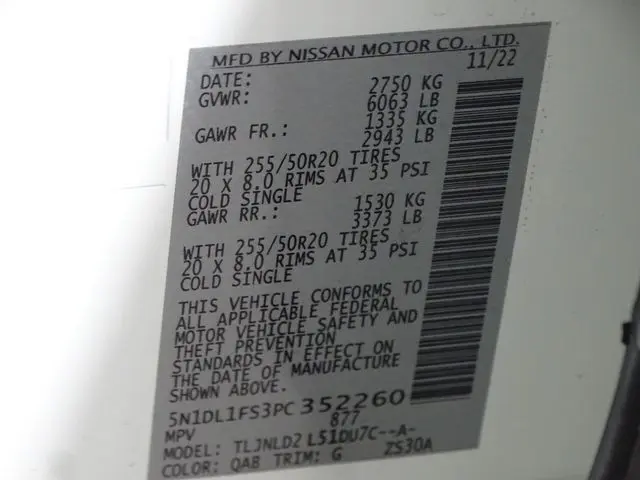 MFD BY NISSAN MOTOR CO., LTD.
DATE: 11/22
GVWR: 2750 KG
6063 LB
GAWR FR.: 1335 KG
2943 LB
WITH 255/50R20 TIRES
20 X 8.0 RIMS AT 35 PSI
COLD SINGLE
GAWR RR.: 1530 KG
3373 LB
WITH 255/50R20 TIRES
20 X 8.0 RIMS AT 35 PSI
COLD SINGLE
THIS VEHICLE CONFORMS TO
ALL APPLICABLE FEDERAL
MOTOR VEHICLE SAFETY AND
THEFT PREVENTION
STANDARDS IN EFFECT ON
THE DATE OF MANUFACTURE
SHOWN ABOVE.
5N1DL1FS3PC352260
MPV 877
MODEL: TLJNLD2 L51DU7C--A-
COLOR: QAB TRIM: G ZS30A